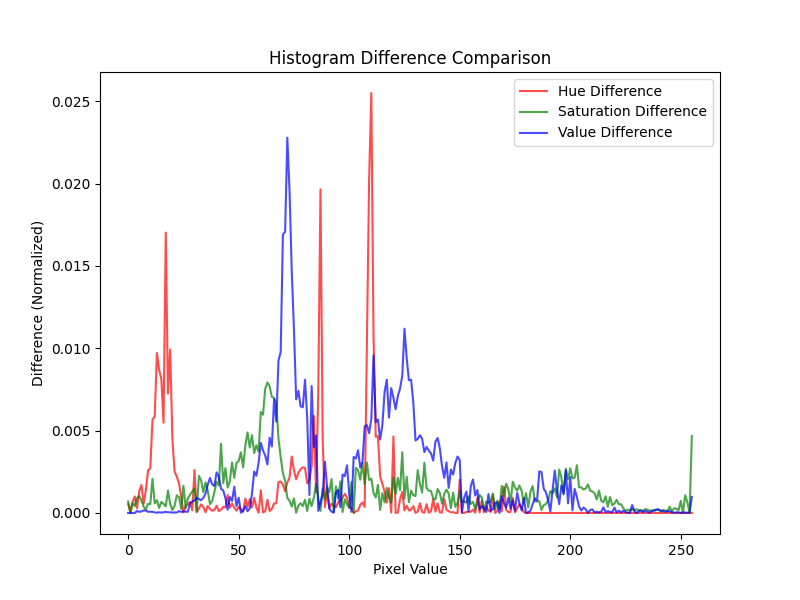 Histogram Difference Comparison
Hue Difference
Saturation Difference
Value Difference
Difference (Normalized)
0.025
0.020
0.015
0.010
0.005
0.000
0 50 100 150 200 250
Pixel Value